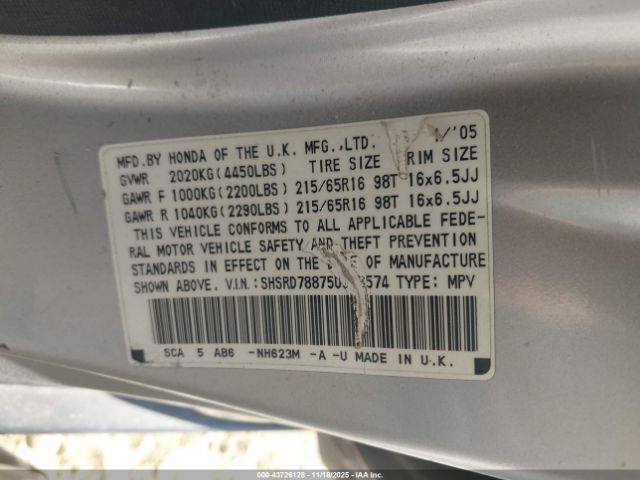 MFD.BY HONDA OF THE U.K. MFG.,LTD. /'05
GVWR 2020KG(4450LBS) TIRE SIZE RIM SIZE
GAWR F 1000KG(2200LBS) 215/65R16 98T 16x6.5JJ
GAWR R 1040KG(2290LBS) 215/65R16 98T 16x6.5JJ
THIS VEHICLE CONFORMS TO ALL APPLICABLE FEDE-
RAL MOTOR VEHICLE SAFETY AND THEFT PREVENTION
STANDARDS IN EFFECT ON THE DATE OF MANUFACTURE
SHOWN ABOVE. V.I.N.: TYPE: MPV
SCA 5 AB6 -NH623M -A -U MADE IN U.K.
000-43726128 - 11/18/2025 - IAAI.COM